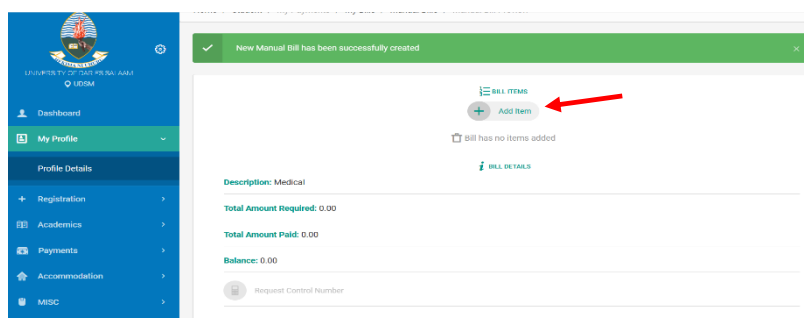 New Manual Bill has been successfully created
×
UNIVERSITY OF DAR ES SALAAM
UDSM
BILL ITEMS
Add Item
Bill has no items added
BILL DETAILS
Dashboard
My Profile
Profile Details
Registration
Academics
Payments
Accommodation
MISC
Description: Medical
Total Amount Required: 0.00
Total Amount Paid: 0.00
Balance: 0.00
Request Control Number